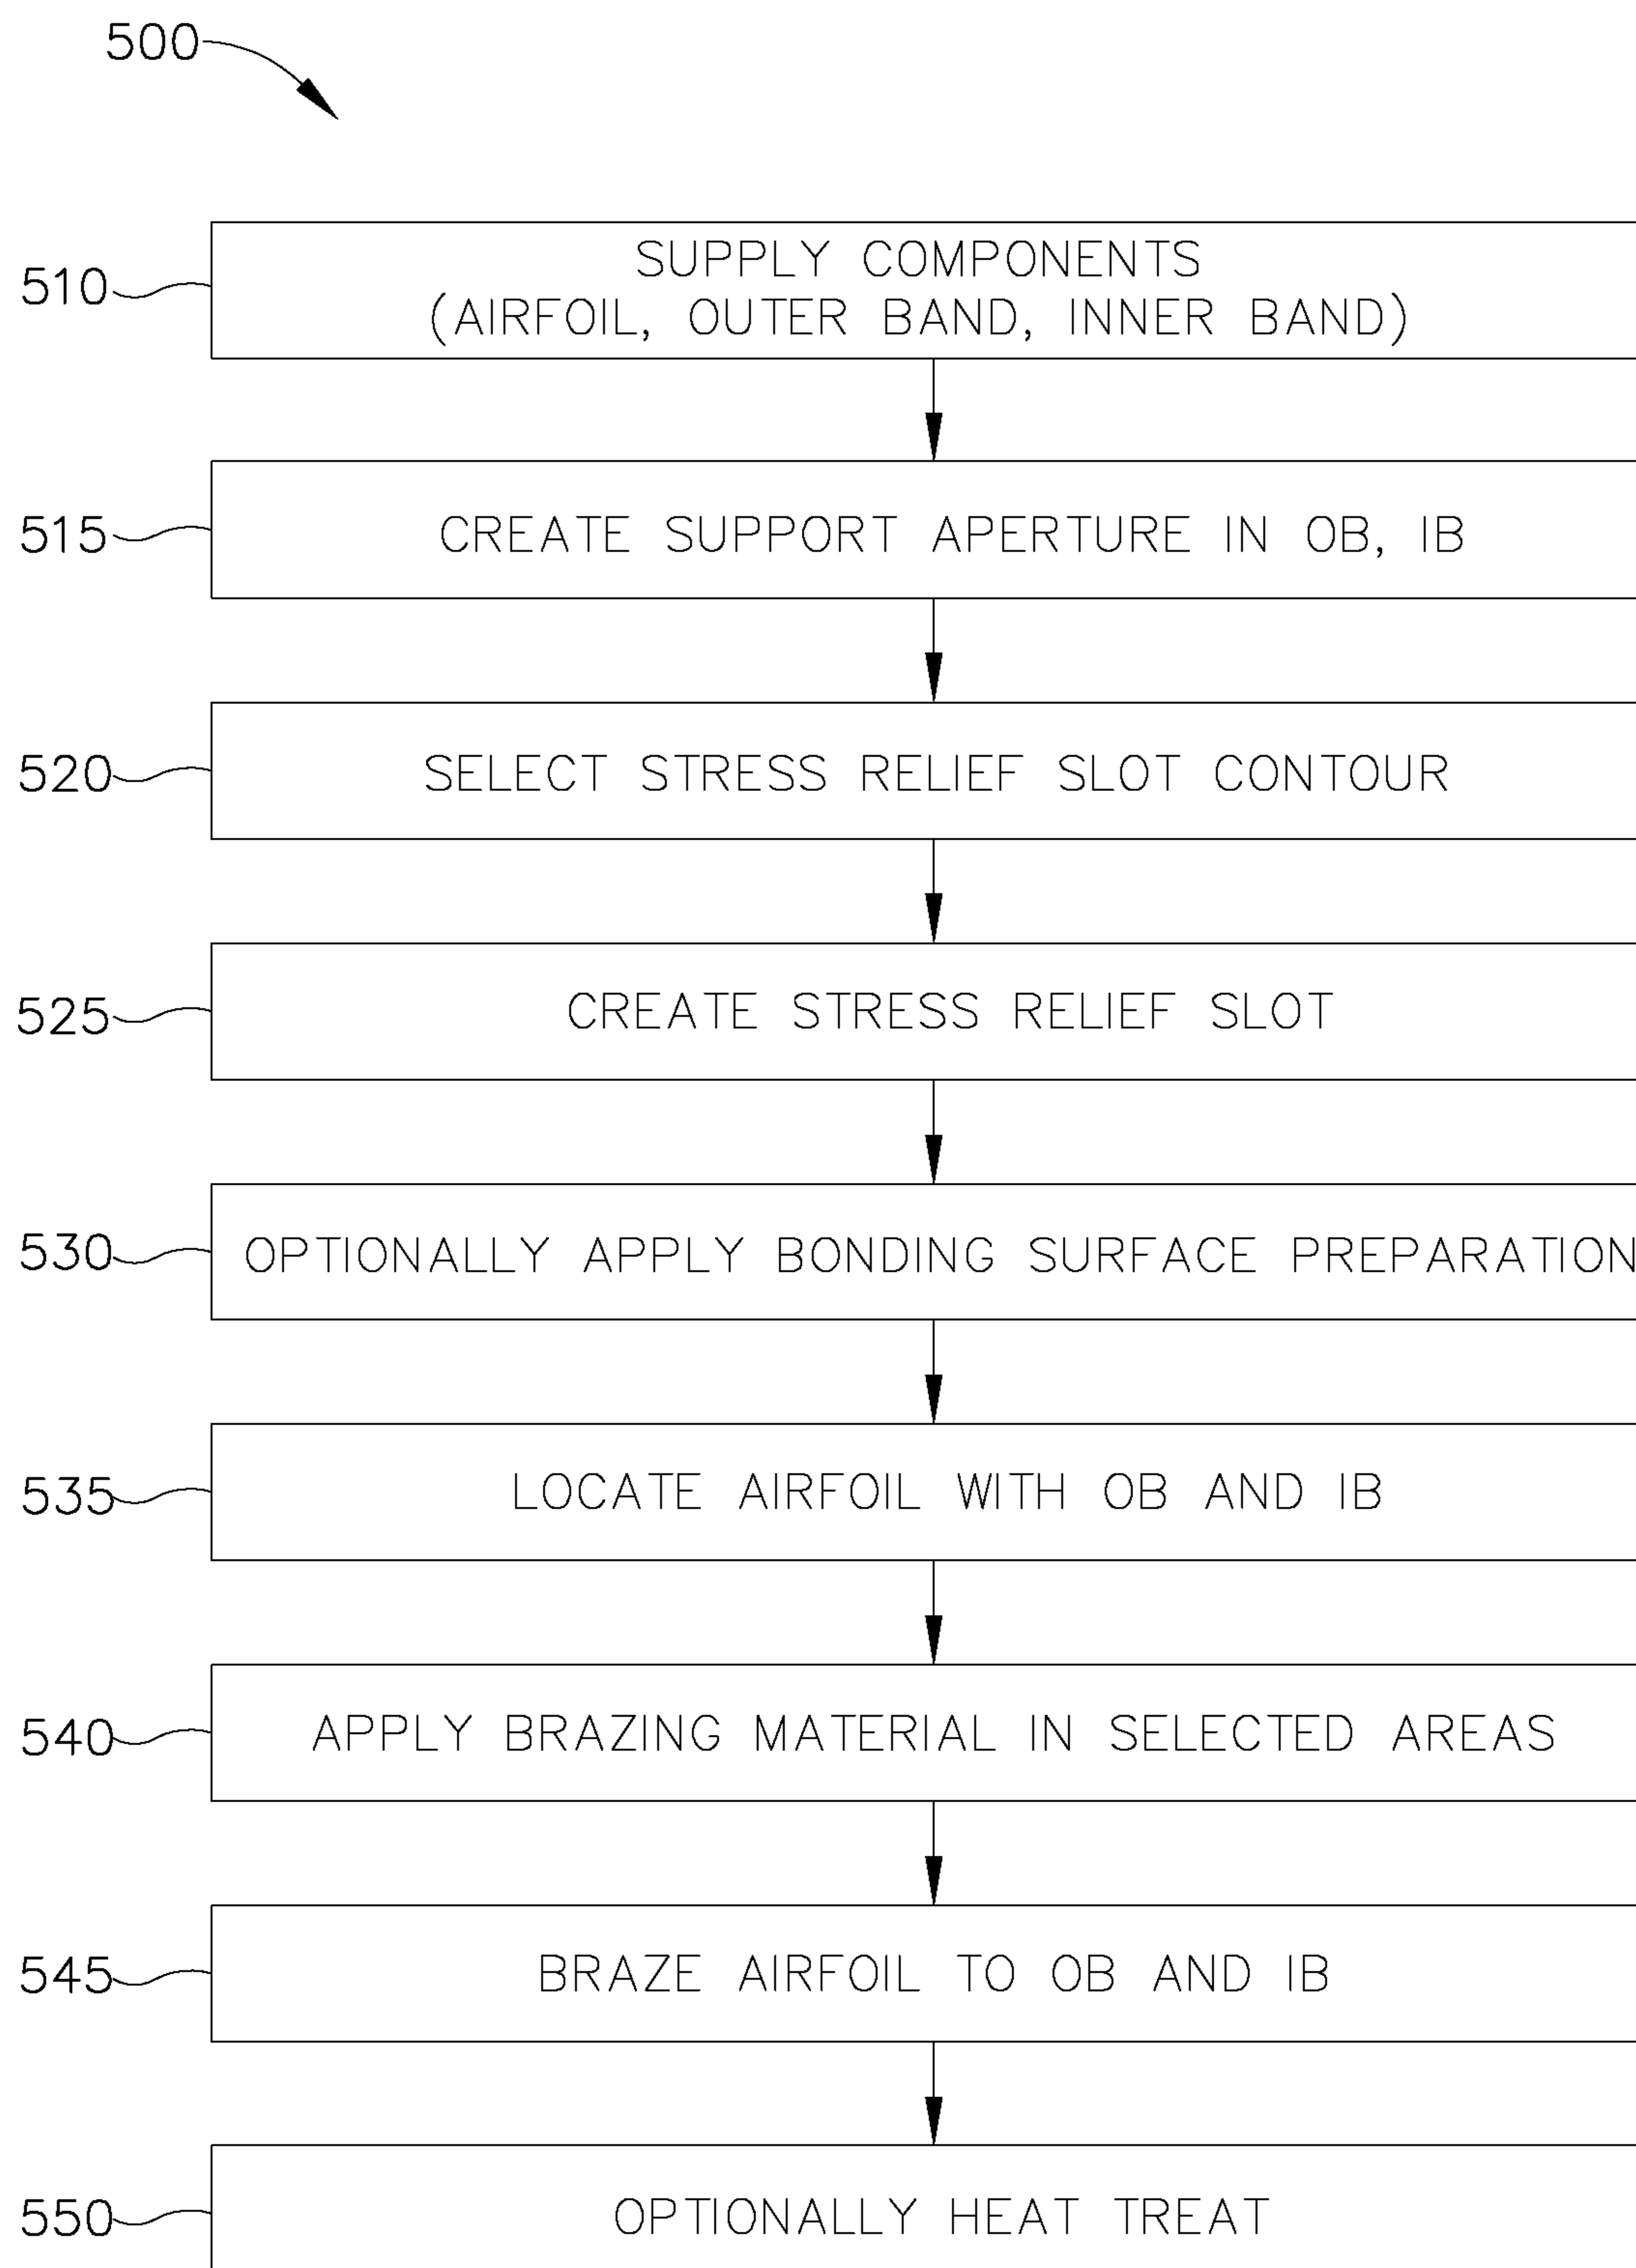 500
510
SUPPLY COMPONENTS
(AIRFOIL, OUTER BAND, INNER BAND)
515
CREATE SUPPORT APERTURE IN OB, IB
520
SELECT STRESS RELIEF SLOT CONTOUR
525
CREATE STRESS RELIEF SLOT
530
OPTIONALLY APPLY BONDING SURFACE PREPARATION
535
LOCATE AIRFOIL WITH OB AND IB
540
APPLY BRAZING MATERIAL IN SELECTED AREAS
545
BRAZE AIRFOIL TO OB AND IB
550
OPTIONALLY HEAT TREAT